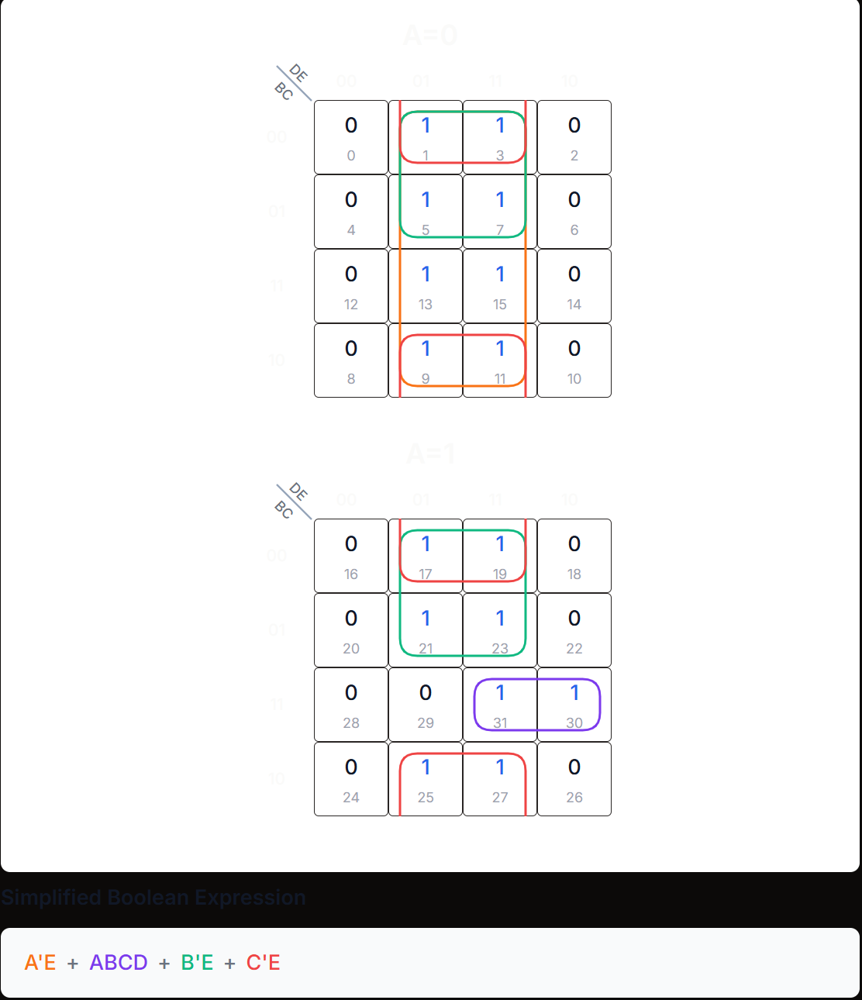 A=0
DE
BC
00 01 11 10
00 0 1 1 0
0 1 3 2
01 0 1 1 0
4 5 7 6
11 0 1 1 0
12 13 15 14
10 0 1 1 0
8 9 11 10
A=1
DE
BC
00 01 11 10
00 0 1 1 0
16 17 19 18
01 0 1 1 0
20 21 23 22
11 0 0 1 1
28 29 31 30
10 0 1 1 0
24 25 27 26
Simplified Boolean Expression
A'E + ABCD + B'E + C'E